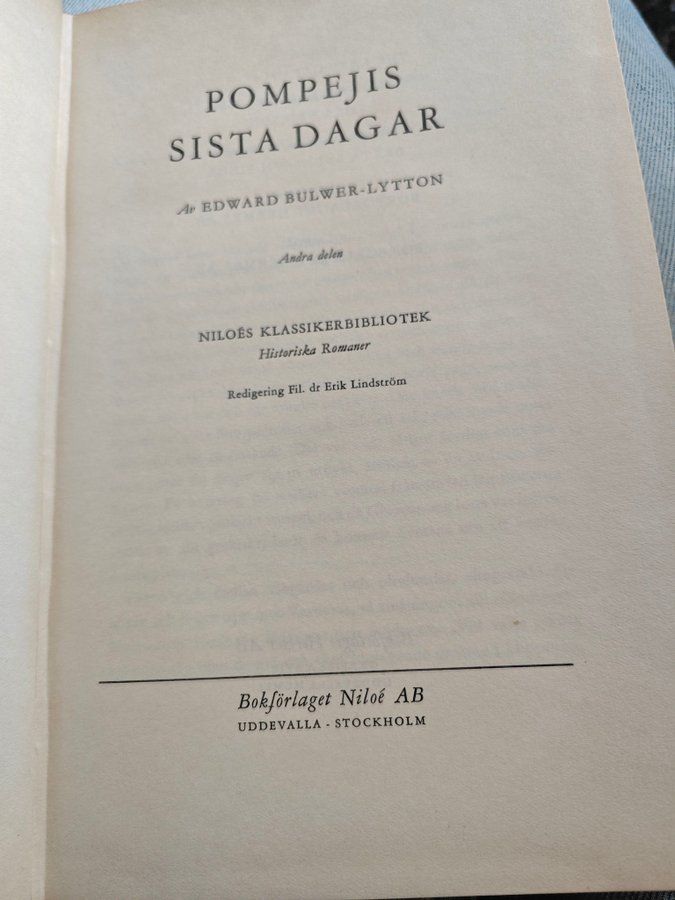 POMPEJIS
SISTA DAGAR
Av EDWARD BULWER-LYTTON
Andra delen
NILOÉS KLASSIKERBIBLIOTEK
Historiska Romaner
Redigering Fil. dr Erik Lindström
Bokförlaget Niloé AB
UDDEVALLA - STOCKHOLM